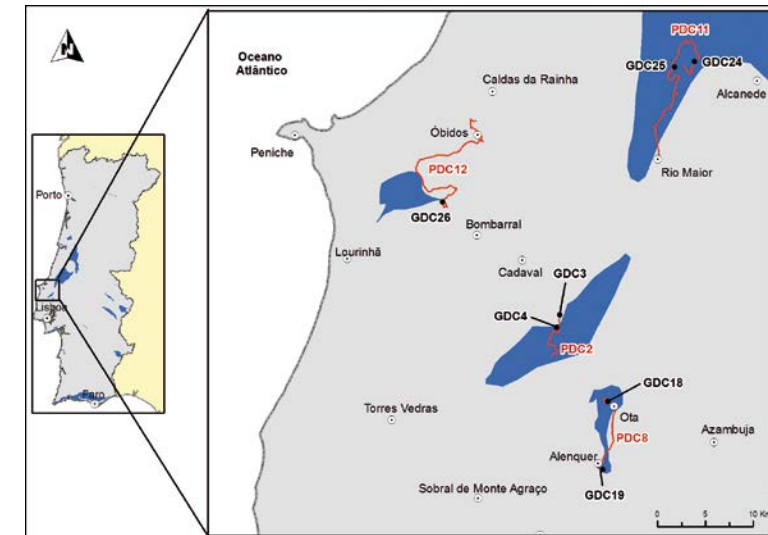 N
Porto
Lisboa
Faro
Oceano
Atlântico
PDC11
GDC25
GDC24
Caldas da Rainha
Alcanede
Óbidos
Peniche
PDC12
Rio Maior
GDC26
Bombarral
Lourinhã
Cadaval
GDC3
GDC4
PDC2
GDC18
Torres Vedras
Ota
PDC8
Azambuja
Alenquer
GDC19
Sobral de Monte Agraço
0 5 10 Km